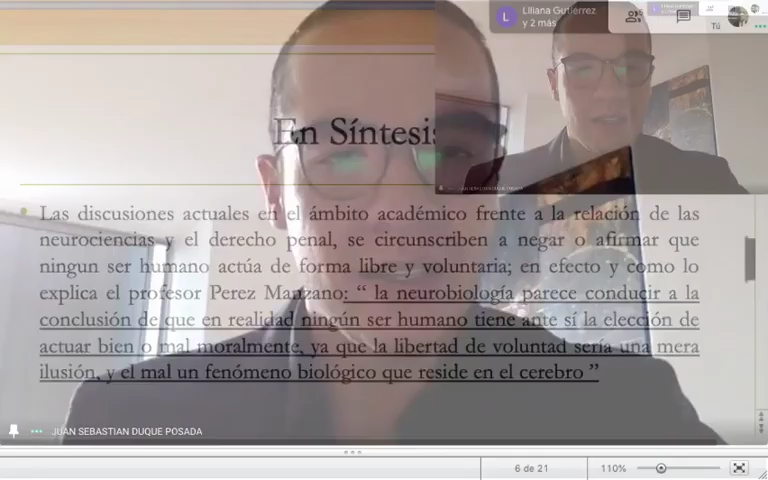 Liliana Gutiérrez
y 2 más
L
Tú
En Síntesis
Las discusiones actuales en el ámbito académico frente a la relación de las
neurociencias y el derecho penal, se circunscriben a negar o afirmar que
ningun ser humano actúa de forma libre y voluntaria; en efecto y como lo
explica el profesor Perez Manzano: “ la neurobiología parece conducir a la
conclusión de que en realidad ningún ser humano tiene ante sí la elección de
actuar bien o mal moralmente, ya que la libertad de voluntad sería una mera
ilusión, y el mal un fenómeno biológico que reside en el cerebro ”
JUAN SEBASTIAN DUQUE POSADA
6 de 21
110%